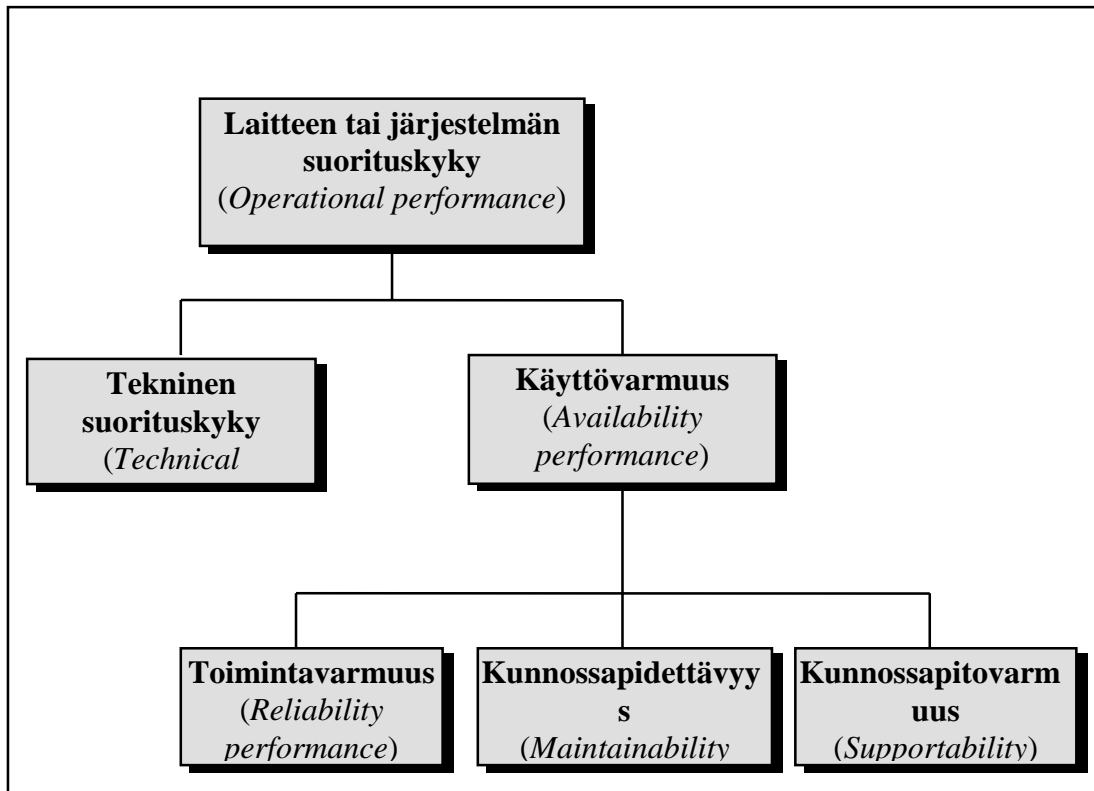 Laitteen tai järjestelmän
suorituskyky
(Operational performance)
Tekninen
suorituskyky
(Technical
Käyttövarmuus
(Availability
performance)
Toimintavarmuus
(Reliability
performance)
Kunnossapidettävyy
s
(Maintainability
Kunnossapitovarm
uus
(Supportability)